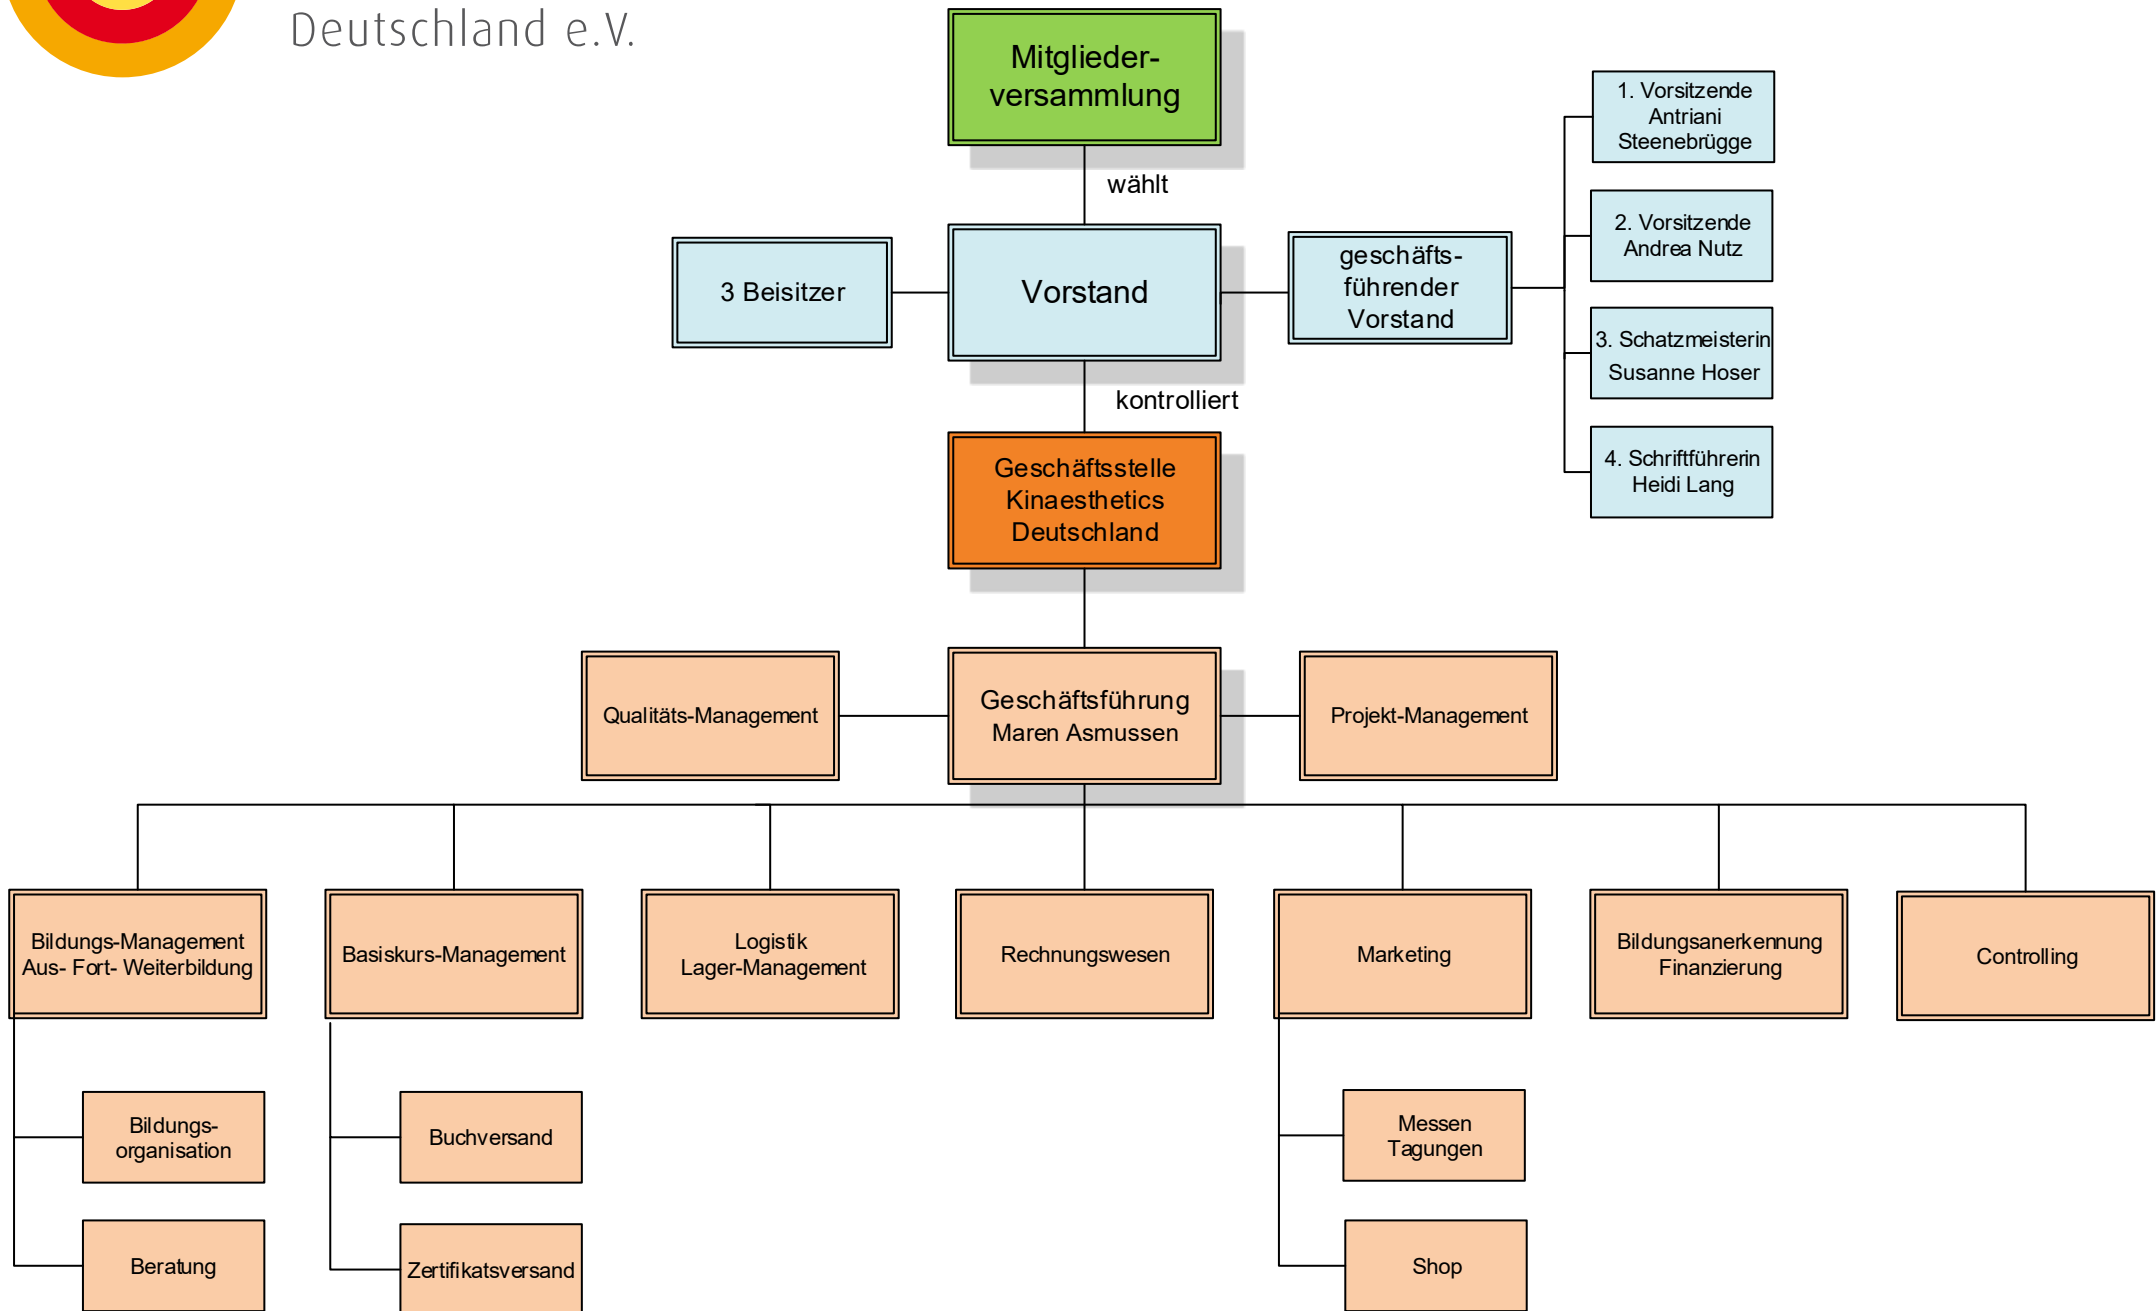 Deutschland e.V.
Mitglieder-
versammlung
wählt
1. Vorsitzende
Antriani
Steenebrügge
2. Vorsitzende
Andrea Nutz
3. Schatzmeisterin
Susanne Hoser
4. Schriftführerin
Heidi Lang
3 Beisitzer
Vorstand
geschäfts-
führender
Vorstand
kontrolliert
Geschäftsstelle
Kinaesthetics
Deutschland
Qualitäts-Management
Geschäftsführung
Maren Asmussen
Projekt-Management
Bildungs-Management
Aus- Fort- Weiterbildung
Basiskurs-Management
Logistik
Lager-Management
Rechnungswesen
Marketing
Bildungsanerkennung
Finanzierung
Controlling
Bildungs-
organisation
Beratung
Buchversand
Zertifikatsversand
Messen
Tagungen
Shop